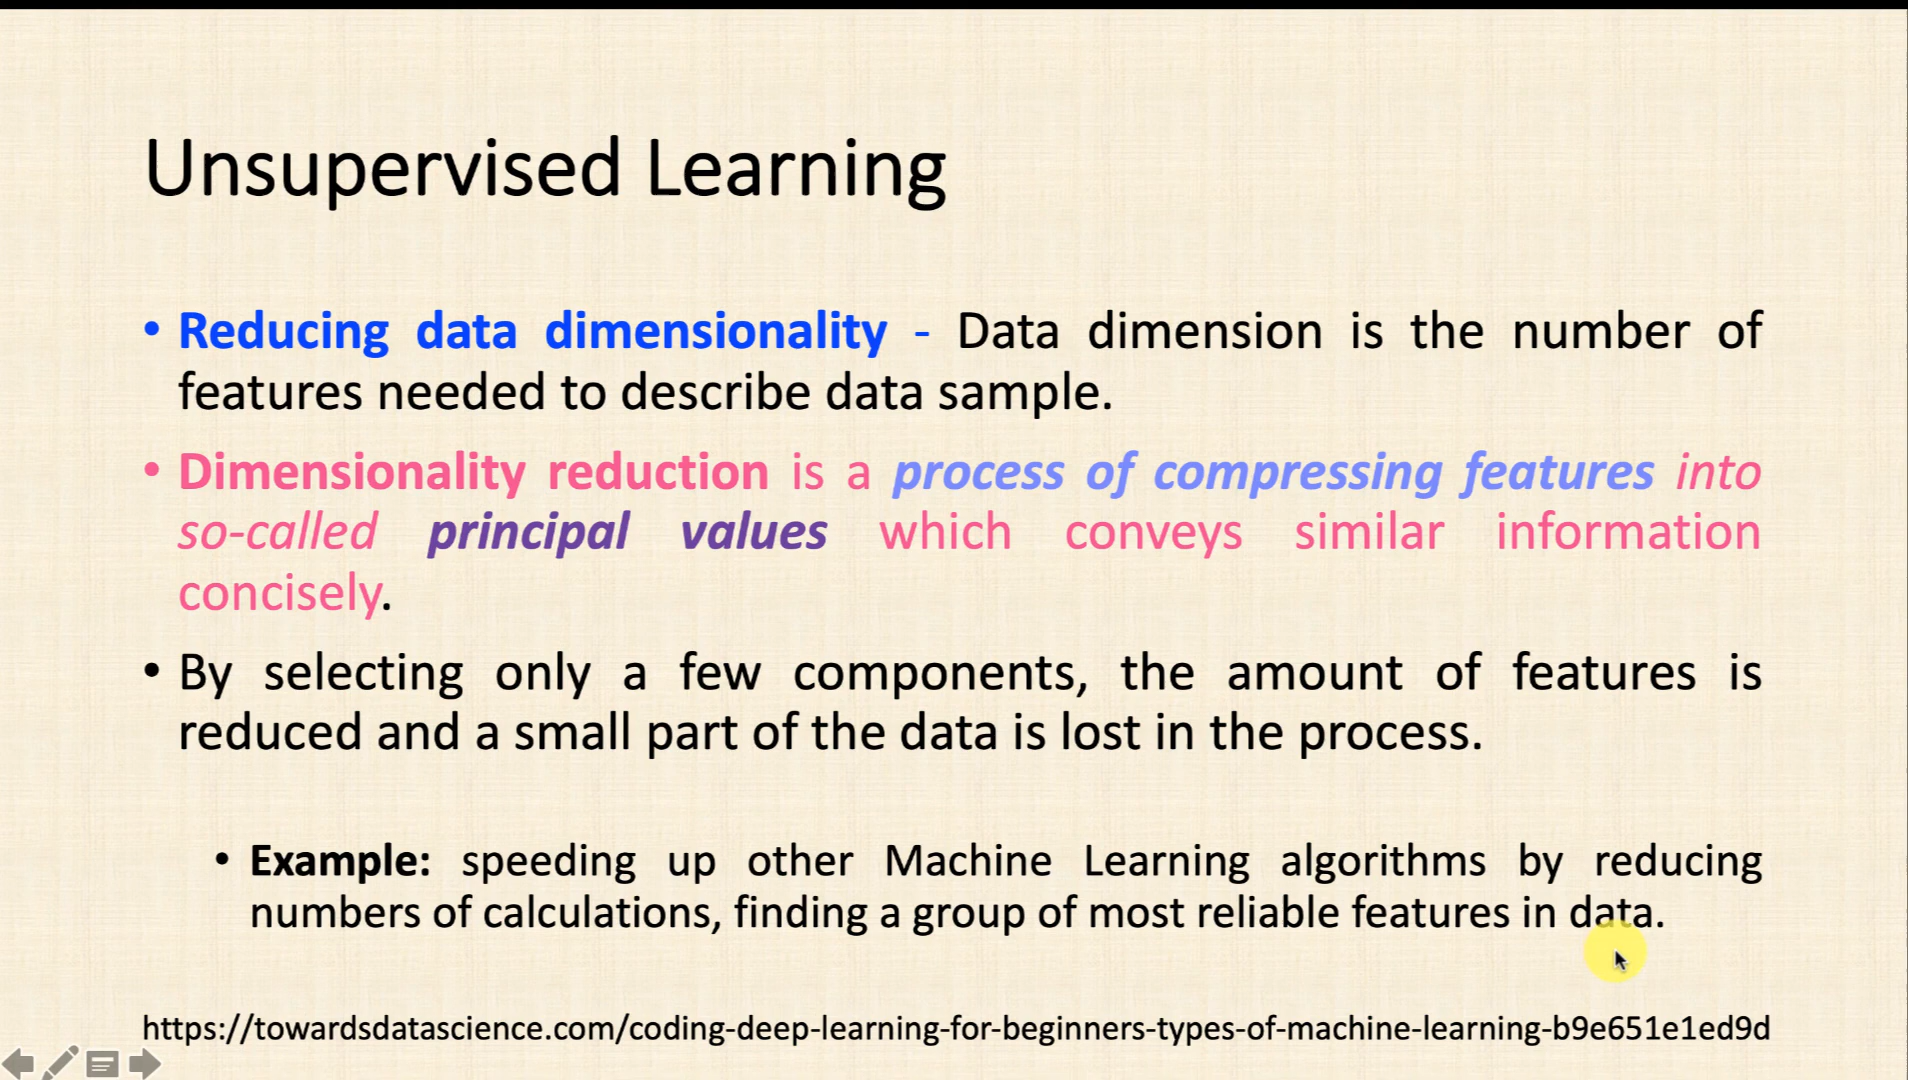 Unsupervised Learning
• Reducing data dimensionality - Data dimension is the number of
features needed to describe data sample.
• Dimensionality reduction is a process of compressing features into
so-called principal values which conveys similar information
concisely.
• By selecting only a few components, the amount of features is
reduced and a small part of the data is lost in the process.
• Example: speeding up other Machine Learning algorithms by reducing
numbers of calculations, finding a group of most reliable features in data.
https://towardsdatascience.com/coding-deep-learning-for-beginners-types-of-machine-learning-b9e651e1ed9d